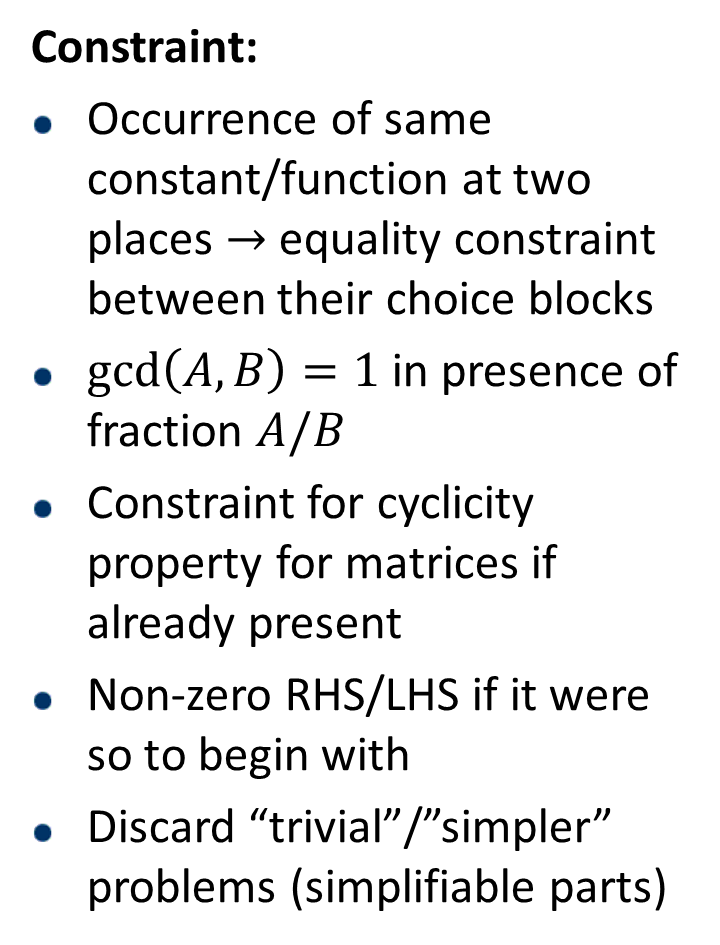 Constraint:
• Occurrence of same
constant/function at two
places → equality constraint
between their choice blocks
• gcd(A, B) = 1 in presence of
fraction A/B
• Constraint for cyclicity
property for matrices if
already present
• Non-zero RHS/LHS if it were
so to begin with
• Discard “trivial”/”simpler”
problems (simplifiable parts)